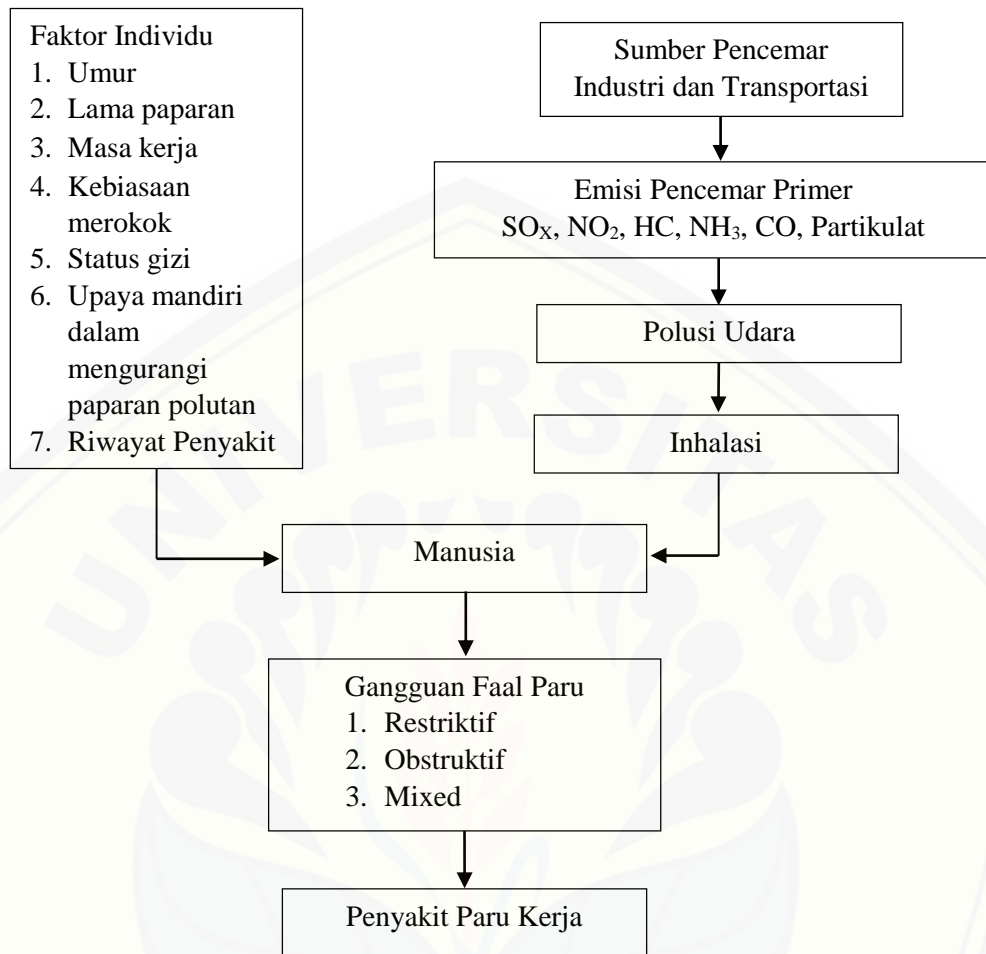 Faktor Individu
1. Umur
2. Lama paparan
3. Masa kerja
4. Kebiasaan
merokok
5. Status gizi
6. Upaya mandiri
dalam
mengurangi
paparan polutan
7. Riwayat Penyakit
Sumber Pencemar
Industri dan Transportasi
Emisi Pencemar Primer
SOX, NO2, HC, NH3, CO, Partikulat
Polusi Udara
Inhalasi
Manusia
Gangguan Faal Paru
1. Restriktif
2. Obstruktif
3. Mixed
Penyakit Paru Kerja
UNIVERSITAS